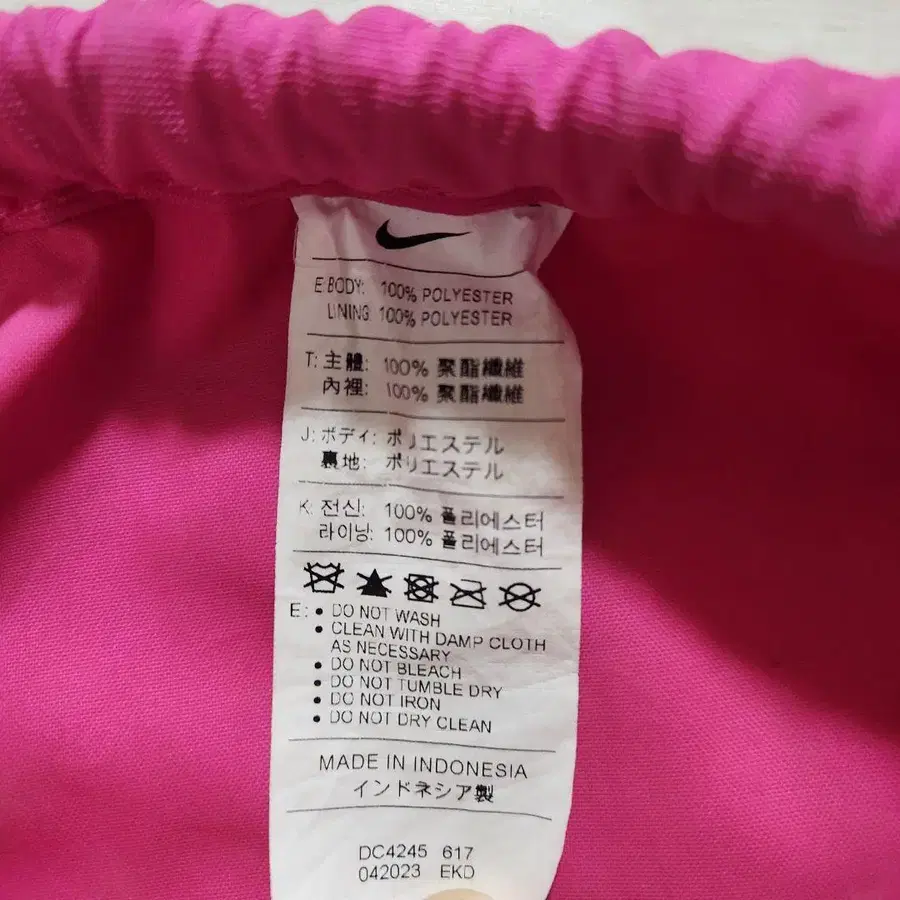 E: BODY: 100% POLYESTER
LINING: 100% POLYESTER
T: 主體: 100% 聚酯纖維
內裡: 100% 聚酯纖維
J: ボディ: ポリエステル
裏地: ポリエステル
K: 전신: 100% 폴리에스터
라이닝: 100% 폴리에스터
E: • DO NOT WASH
• CLEAN WITH DAMP CLOTH
AS NECESSARY
• DO NOT BLEACH
• DO NOT TUMBLE DRY
• DO NOT IRON
• DO NOT DRY CLEAN
MADE IN INDONESIA
インドネシア製
DC4245 617
042023 EKD